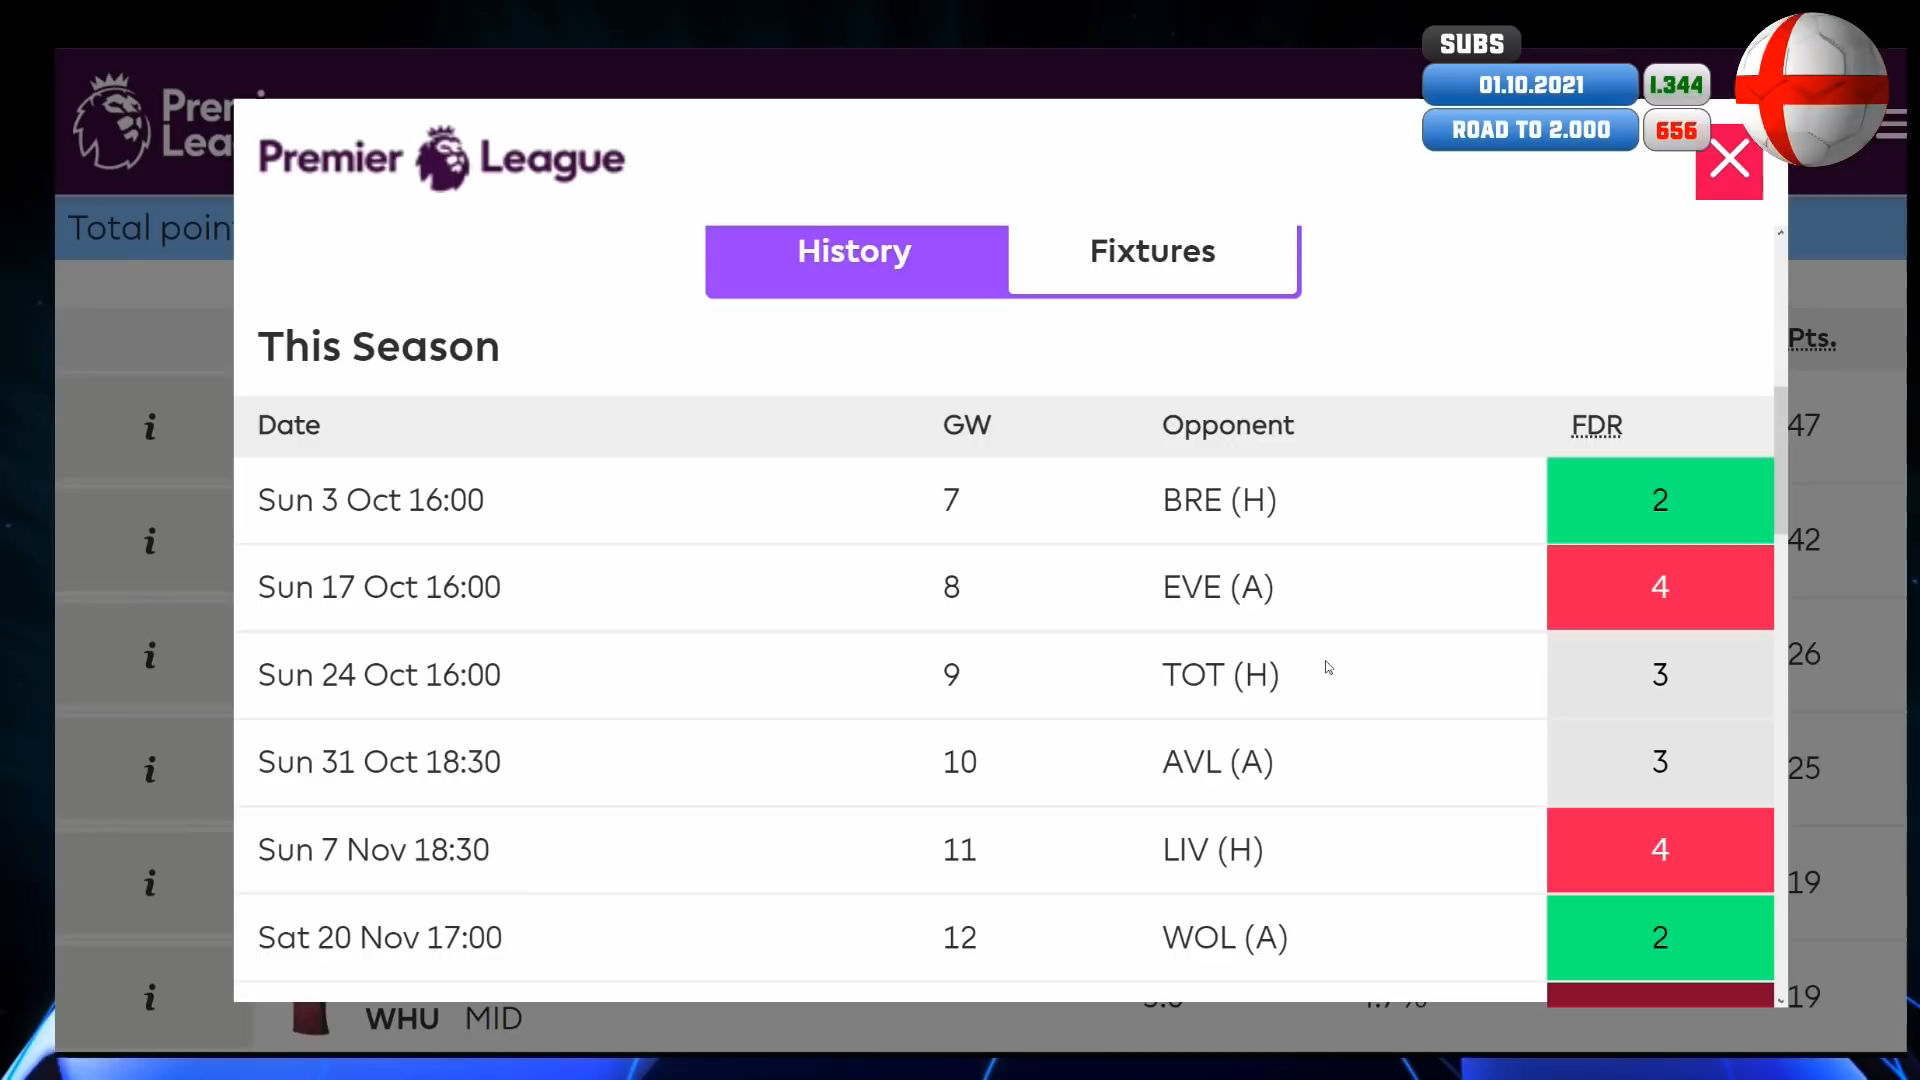 SUBS
01.10.2021 1.344
ROAD TO 2.000 656
Premier League
Total poin
History Fixtures
This Season
Pts.
Date GW Opponent FDR
47
Sun 3 Oct 16:00 7 BRE (H) 2
42
Sun 17 Oct 16:00 8 EVE (A) 4
26
Sun 24 Oct 16:00 9 TOT (H) 3
25
Sun 31 Oct 18:30 10 AVL (A) 3
19
Sun 7 Nov 18:30 11 LIV (H) 4
Sat 20 Nov 17:00 12 WOL (A) 2
19
WHU MID